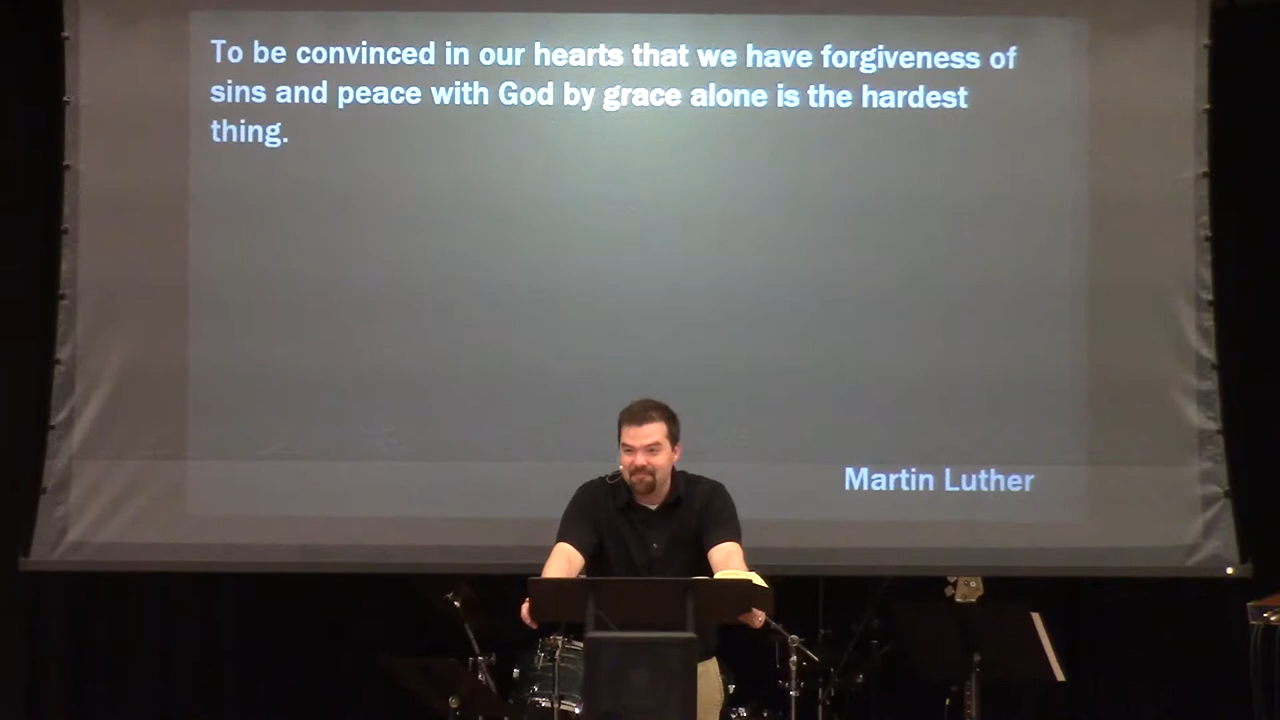 To be convinced in our hearts that we have forgiveness of
sins and peace with God by grace alone is the hardest
thing.
Martin Luther